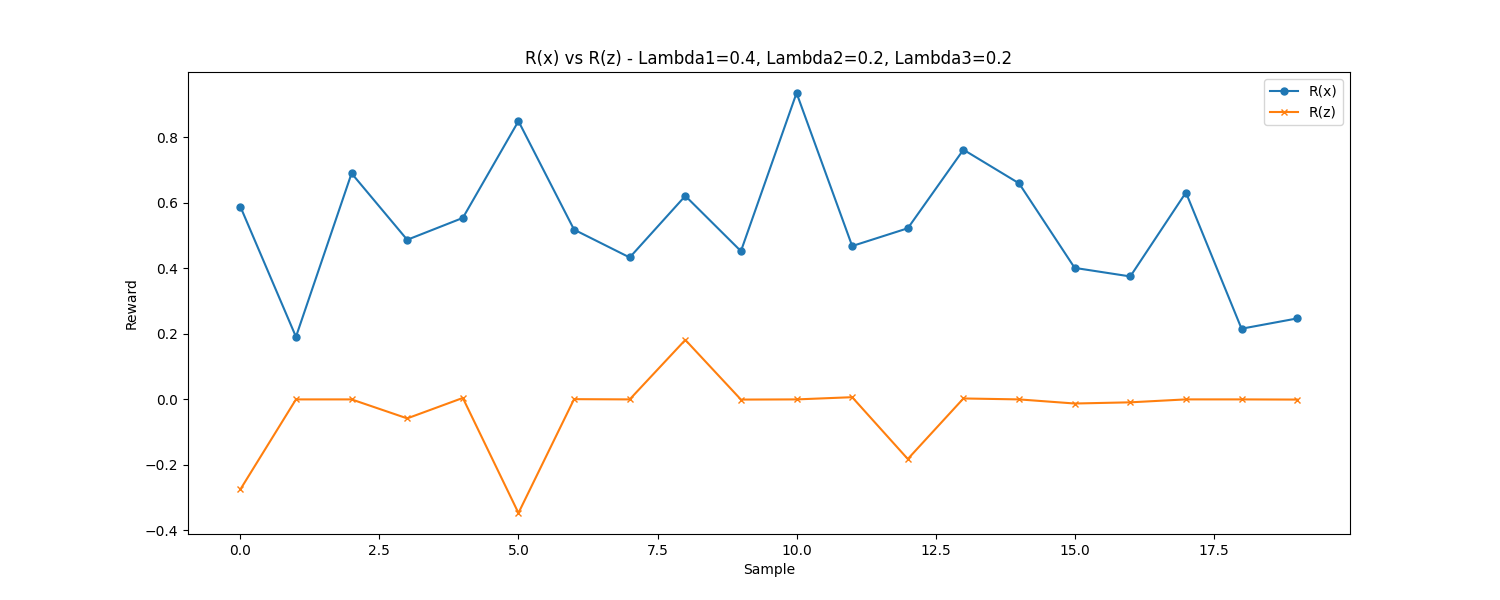 R(x) vs R(z) - Lambda1=0.4, Lambda2=0.2, Lambda3=0.2
R(x)
R(z)
0.8
0.6
0.4
0.2
0.0
−0.2
−0.4
Reward
0.0 2.5 5.0 7.5 10.0 12.5 15.0 17.5
Sample